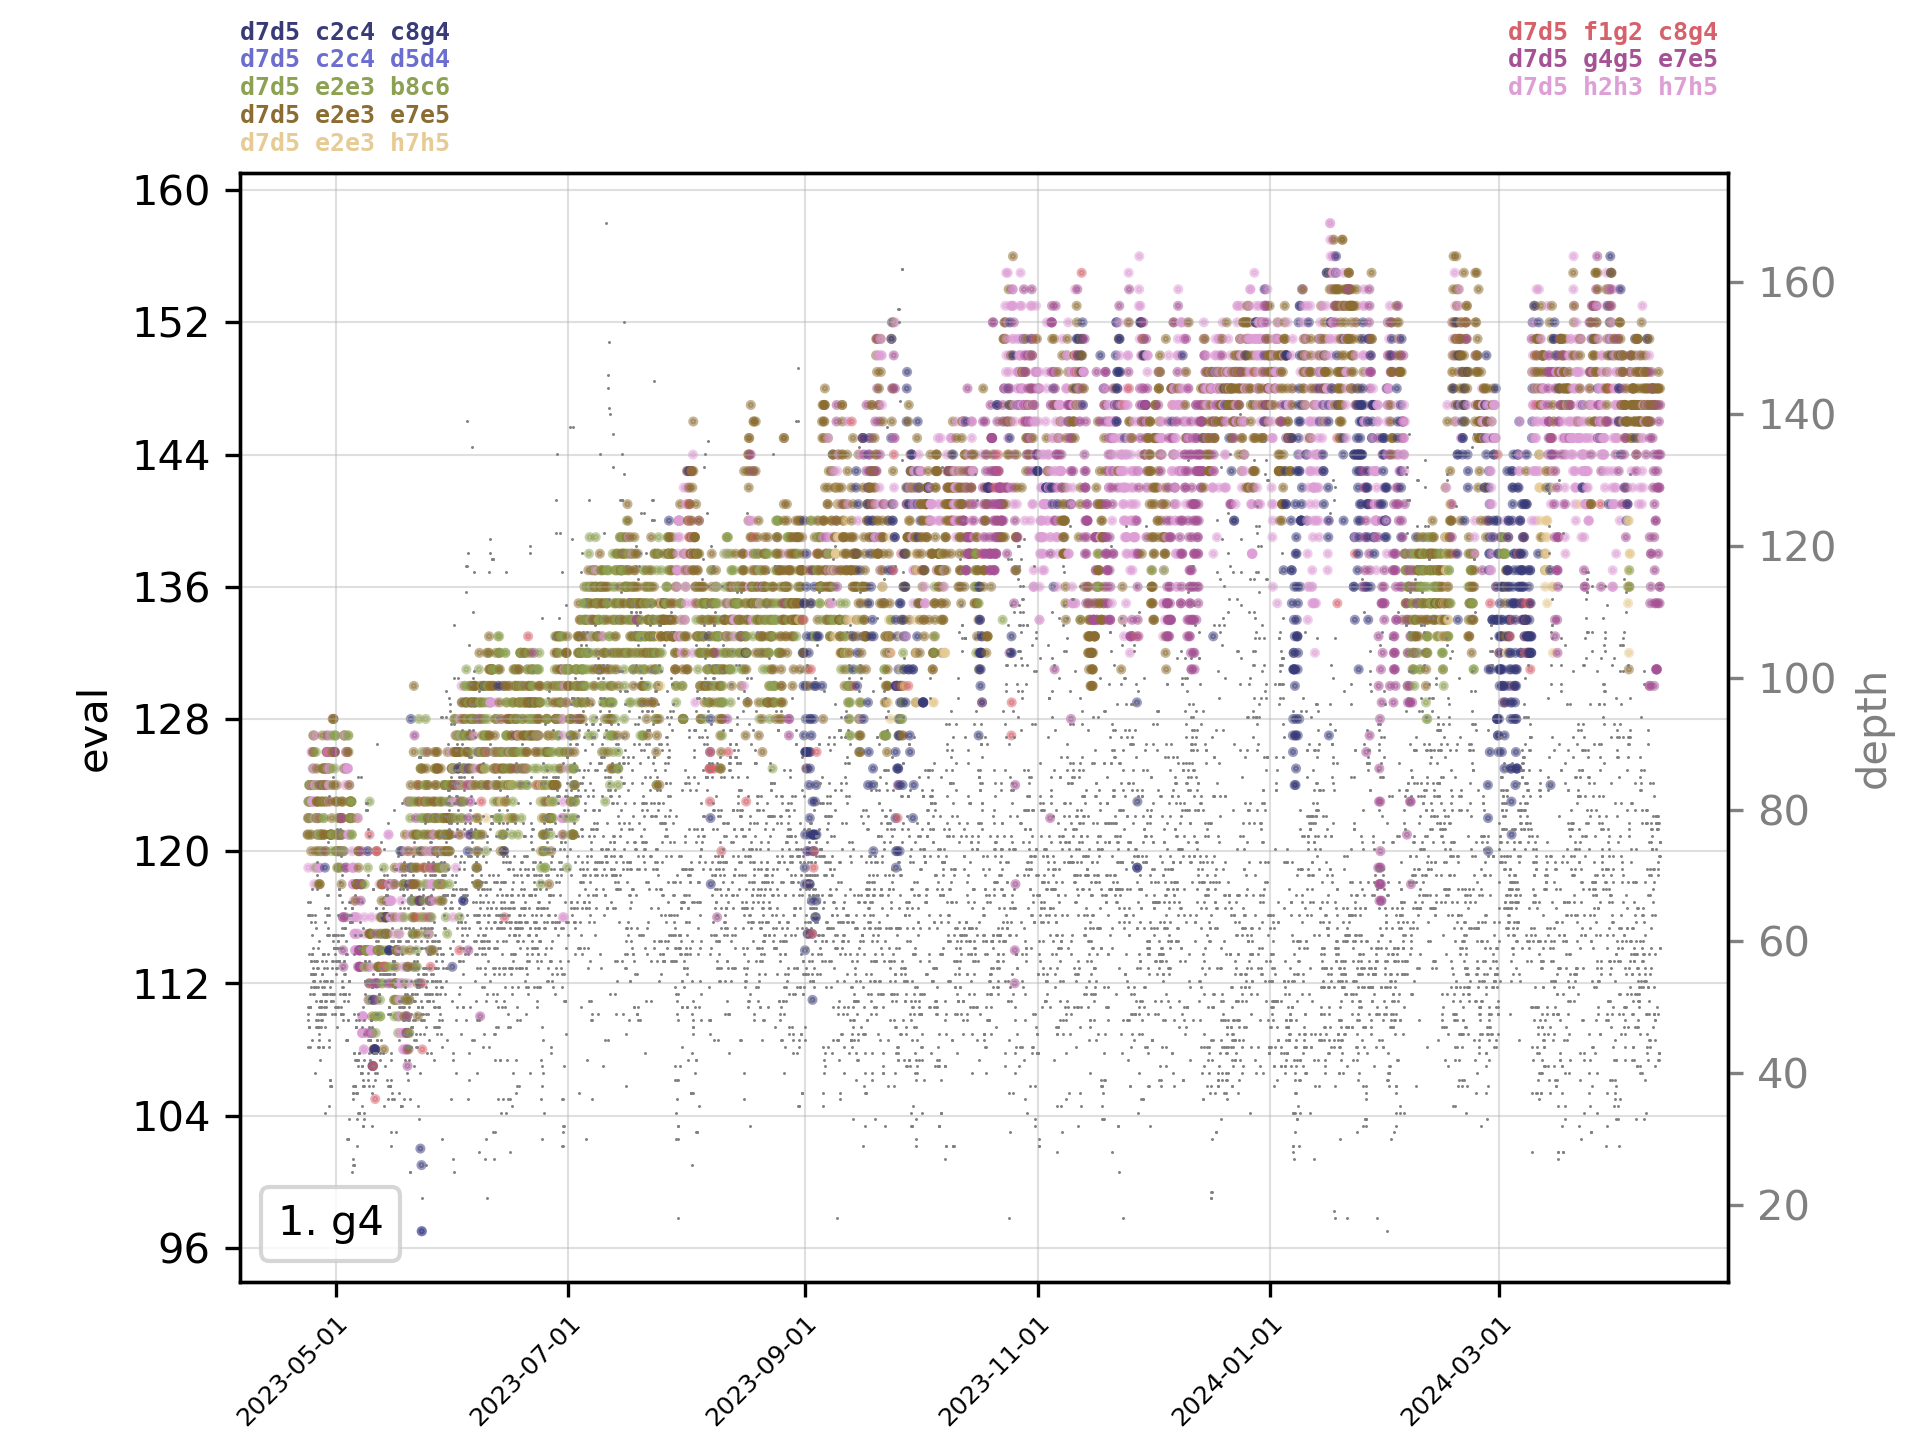 d7d5 c2c4 c8g4
d7d5 c2c4 d5d4
d7d5 e2e3 b8c6
d7d5 e2e3 e7e5
d7d5 e2e3 h7h5
d7d5 f1g2 c8g4
d7d5 g4g5 e7e5
d7d5 h2h3 h7h5
160
152
144
136
128
120
112
104
96
eval
160
140
120
100
80
60
40
20
depth
1. g4
2023-05-01
2023-07-01
2023-09-01
2023-11-01
2024-01-01
2024-03-01